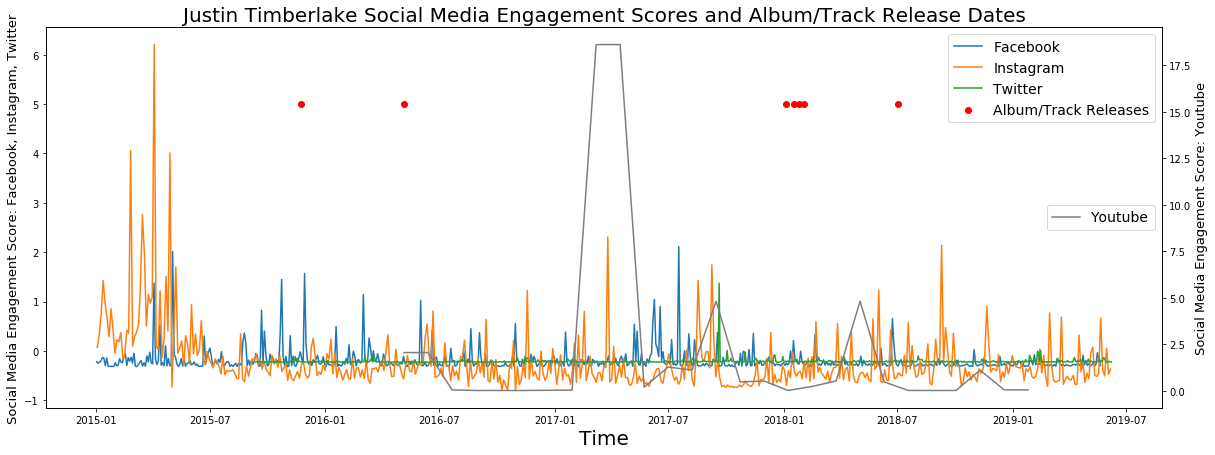 Justin Timberlake Social Media Engagement Scores and Album/Track Release Dates
Social Media Engagement Score: Facebook, Instagram, Twitter
6
5
4
3
2
1
0
−1
Facebook
Instagram
Twitter
Album/Track Releases
Youtube
17.5
15.0
12.5
10.0
7.5
5.0
2.5
0.0
Social Media Engagement Score: Youtube
2015-01
2015-07
2016-01
2016-07
2017-01
2017-07
2018-01
2018-07
2019-01
2019-07
Time